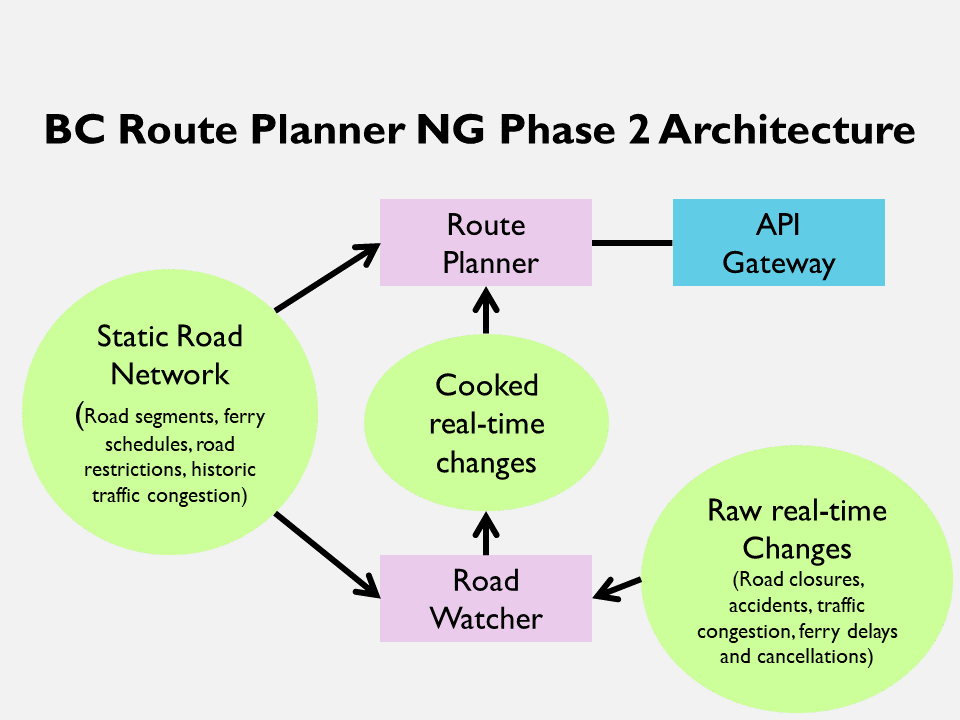 BC Route Planner NG Phase 2 Architecture
Route
Planner
API
Gateway
Static Road
Network
(Road segments, ferry
schedules, road
restrictions, historic
traffic congestion)
Cooked
real-time
changes
Raw real-time
Changes
(Road closures,
accidents, traffic
congestion, ferry delays
and cancellations)
Road
Watcher